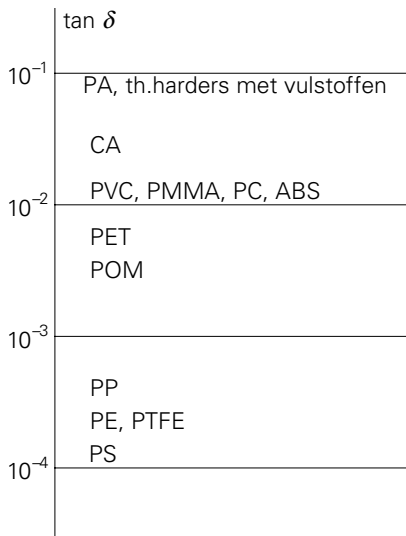 tan δ
10⁻¹
PA, th.harders met vulstoffen
CA
PVC, PMMA, PC, ABS
10⁻²
PET
POM
10⁻³
PP
PE, PTFE
PS
10⁻⁴